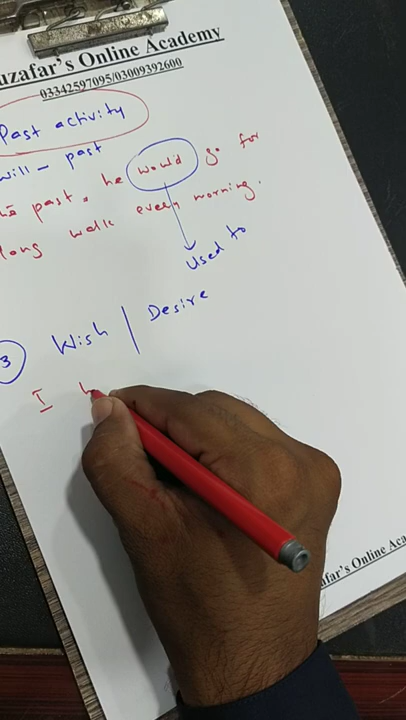 uzafar's Online Academy
03342597095/03009392600
Past activity
will - past
past, he would go for
long walk every morning.
used to
3 Wish / Desire
I
far's Online Aca